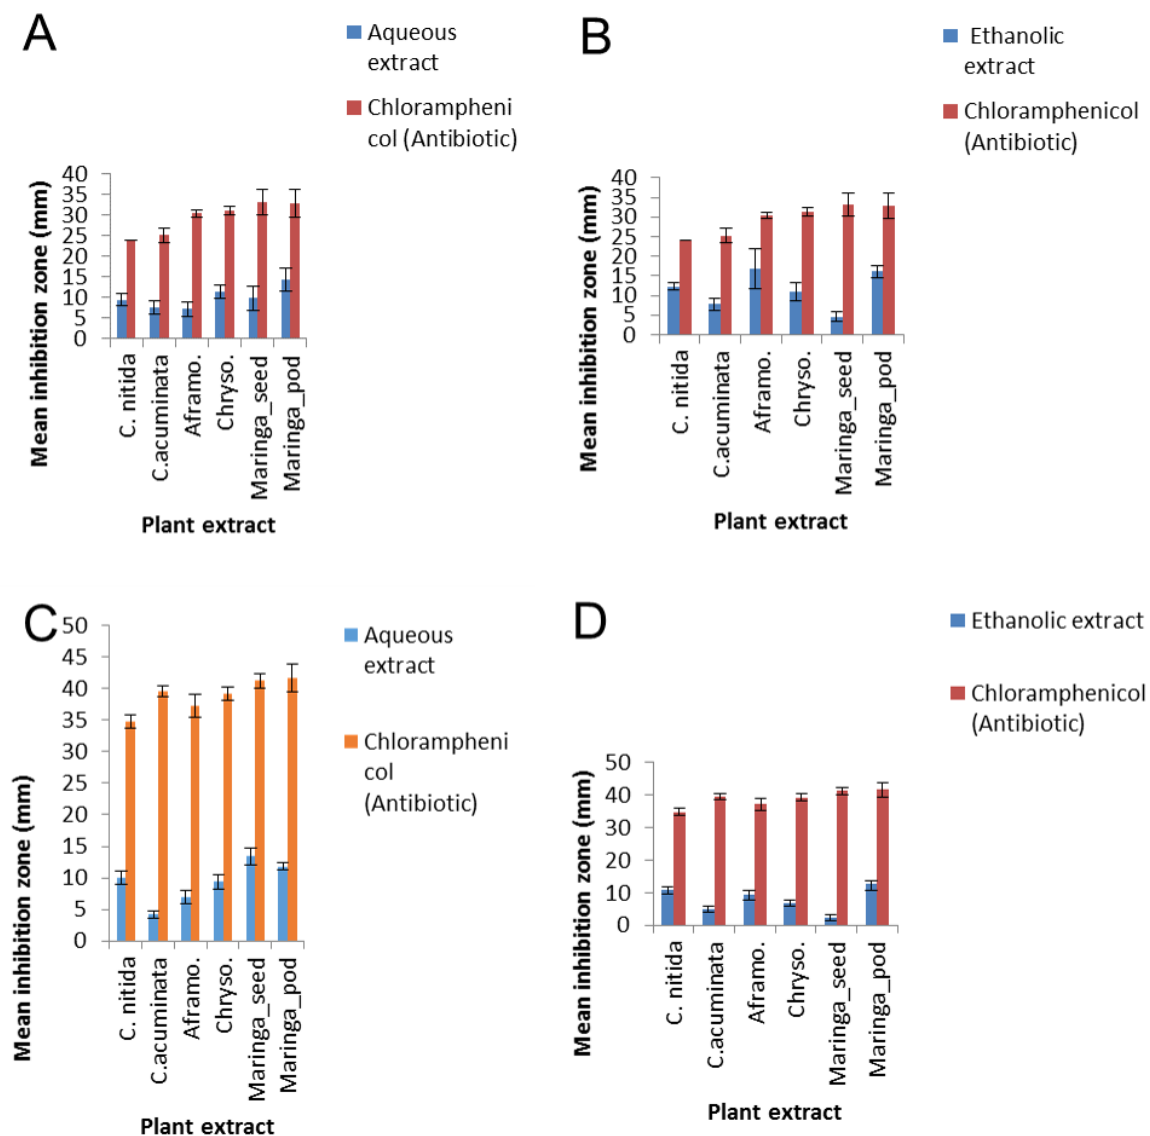 A
Aqueous
extract
Chlorampheni
col (Antibiotic)
40
35
30
25
20
15
10
5
0
Mean inhibition zone (mm)
C. nitida
C.acuminata
Aframo.
Chryso.
Maringa_seed
Maringa_pod
Plant extract
B
Ethanolic
extract
Chloramphenicol
(Antibiotic)
40
35
30
25
20
15
10
5
0
Mean inhibition zone (mm)
C. nitida
C.acuminata
Aframo.
Chryso.
Maringa_seed
Maringa_pod
Plant extract
C
Aqueous
extract
Chlorampheni
col
(Antibiotic)
50
45
40
35
30
25
20
15
10
5
0
Mean inhibition zone (mm)
C. nitida
C.acuminata
Aframo.
Chryso.
Maringa_seed
Maringa_pod
Plant extract
D
Ethanolic extract
Chloramphenicol
(Antibiotic)
50
40
30
20
10
0
Mean inhibition zone (mm)
C. nitida
C.acuminata
Aframo.
Chryso.
Maringa_seed
Maringa_pod
Plant extract